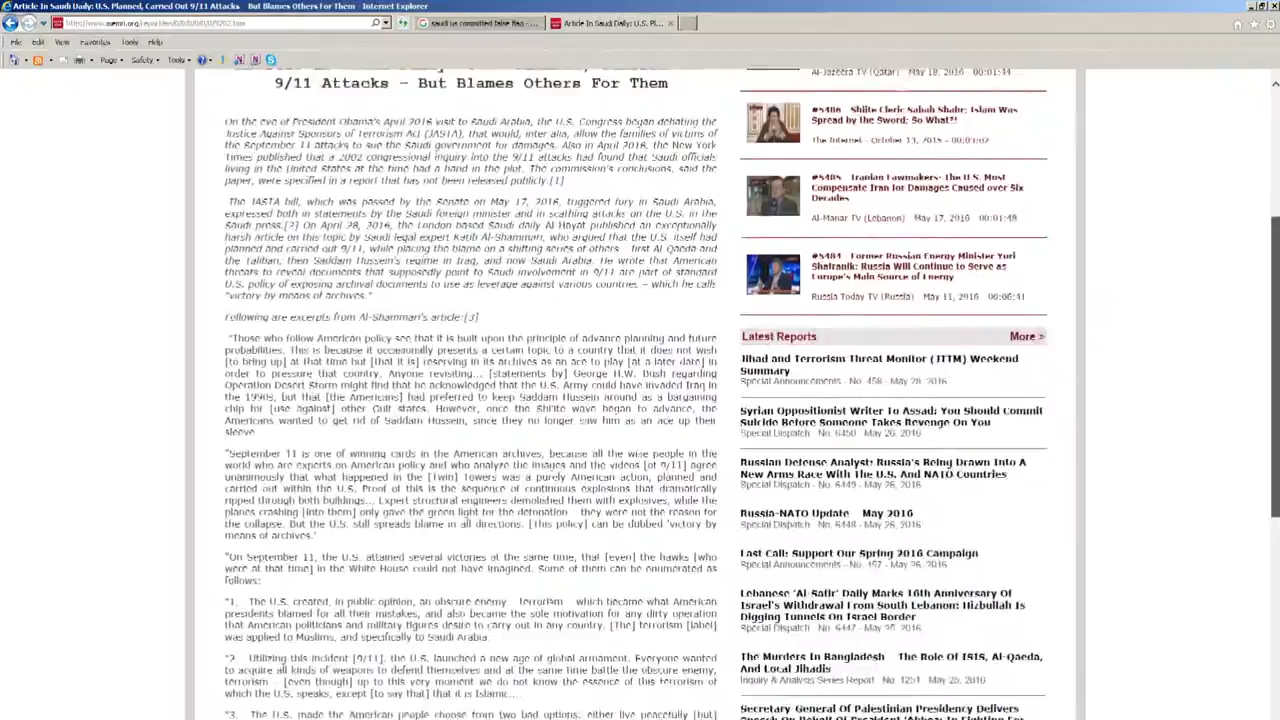 Article In Saudi Daily: U.S. Planned, Carried Out 9/11 Attacks - But Blames Others For Them - Internet Explorer
saudi us committed false flag - ...
Article In Saudi Daily: U.S. Pl...
File Edit View Favorites Tools Help
Page Safety Tools
9/11 Attacks – But Blames Others For Them
On the eve of President Obama's April 2016 visit to Saudi Arabia, the U.S. Congress began debating the
Justice Against Sponsors of Terrorism Act (JASTA), that would, inter alia, allow the families of victims of
the September 11 attacks to sue the Saudi government for damages. Also in April 2016, the New York
Times published that a 2002 congressional inquiry into the 9/11 attacks had found that Saudi officials
living in the United States at the time had a hand in the plot. The commission's conclusions, said the
paper, were specified in a report that has not been released publicly.[1]
The JASTA bill, which was passed by the Senate on May 17, 2016, triggered fury in Saudi Arabia,
expressed both in statements by the Saudi foreign minister and in scathing attacks on the U.S. in the
Saudi press.[2] On April 28, 2016, the London based Saudi daily Al Hayat published an exceptionally
harsh article on this topic by Saudi legal expert Katib Al-Shammari, who argued that the U.S. itself had
planned and carried out 9/11, while placing the blame on a shifting series of others – first Al Qaeda and
the Taliban, then Saddam Hussein's regime in Iraq, and now Saudi Arabia. He wrote that American
threats to reveal documents that supposedly point to Saudi involvement in 9/11 are part of standard
U.S. policy of exposing archival documents to use as leverage against various countries – which he calls
"victory by means of archives."
Following are excerpts from Al-Shammari's article:[3]
"Those who follow American policy see that it is built upon the principle of advance planning and future
probabilities. This is because it occasionally presents a certain topic to a country that it does not wish
[to bring up] at that time but [that it is] reserving in its archives as an ace to play [at a later date] in
order to pressure that country. Anyone revisiting... [statements by] George H.W. Bush regarding
Operation Desert Storm might find that he acknowledged that the U.S. Army could have invaded Iraq in
the 1990s, but that [the Americans] had preferred to keep Saddam Hussein around as a bargaining
chip for [use against] other Gulf states. However, once the Shi'ite wave began to advance, the
Americans wanted to get rid of Saddam Hussein, since they no longer saw him as an ace up their
sleeve.
"September 11 is one of winning cards in the American archives, because all the wise people in the
world who are experts on American policy and who analyze the images and the videos [of 9/11] agree
unanimously that what happened in the [Twin] Towers was a purely American action, planned and
carried out within the U.S. Proof of this is the sequence of continuous explosions that dramatically
ripped through both buildings... Expert structural engineers demolished them with explosives, while the
planes crashing [into them] only gave the green light for the detonation – they were not the reason for
the collapse. But the U.S. still spreads blame in all directions. [This policy] can be dubbed 'victory by
means of archives.'
"On September 11, the U.S. attained several victories at the same time, that [even] the hawks [who
were at that time] in the White House could not have imagined. Some of them can be enumerated as
follows:
"1. The U.S. created, in public opinion, an obscure enemy – terrorism – which became what American
presidents blamed for all their mistakes, and also became the sole motivation for any dirty operation
that American politicians and military figures desire to carry out in any country. [The] terrorism [label]
was applied to Muslims, and specifically to Saudi Arabia.
"2. Utilizing this incident [9/11], the U.S. launched a new age of global armament. Everyone wanted
to acquire all kinds of weapons to defend themselves and at the same time battle the obscure enemy,
terrorism – [even though] up to this very moment we do not know the essence of this terrorism of
which the U.S. speaks, except [to say that] that it is Islamic...
"3. The U.S. made the American people choose from two bad options: either live peacefully [but]
Al-Jazeera TV (Qatar) - May 18, 2016 - 00:01:44
#5486 - Shiite Cleric Sabah Shabr: Islam Was
Spread by the Sword; So What?!
The Internet - October 13, 2015 - 00:01:07
#5485 - Iranian Lawmakers: The U.S. Must
Compensate Iran for Damages Caused over Six
Decades
Al-Manar TV (Lebanon) - May 17, 2016 - 00:01:48
#5484 - Former Russian Energy Minister Yuri
Shafranik: Russia Will Continue to Serve as
Europe's Main Source of Energy
Russia Today TV (Russia) - May 11, 2016 - 00:06:41
Latest Reports More »
Jihad and Terrorism Threat Monitor (JTTM) Weekend
Summary
Special Announcements - No. 458 - May 28, 2016
Syrian Oppositionist Writer To Assad: You Should Commit
Suicide Before Someone Takes Revenge On You
Special Dispatch - No. 6450 - May 26, 2016
Russian Defense Analyst: Russia's Being Drawn Into A
New Arms Race With The U.S. And NATO Countries
Special Dispatch - No. 6449 - May 26, 2016
Russia-NATO Update – May 2016
Special Dispatch - No. 6448 - May 26, 2016
Last Call: Support Our Spring 2016 Campaign
Special Announcements - No. 457 - May 26, 2016
Lebanese 'Al-Safir' Daily Marks 16th Anniversary Of
Israel's Withdrawal From South Lebanon: Hizbullah Is
Digging Tunnels On Israel Border
Special Dispatch - No. 6447 - May 2016
The Murders In Bangladesh – The Role Of ISIS, Al-Qaeda,
And Local Jihadis
Inquiry & Analysis Series Report - No. 1251 - May 25, 2016
Secretary-General Of Palestinian Presidency Delivers